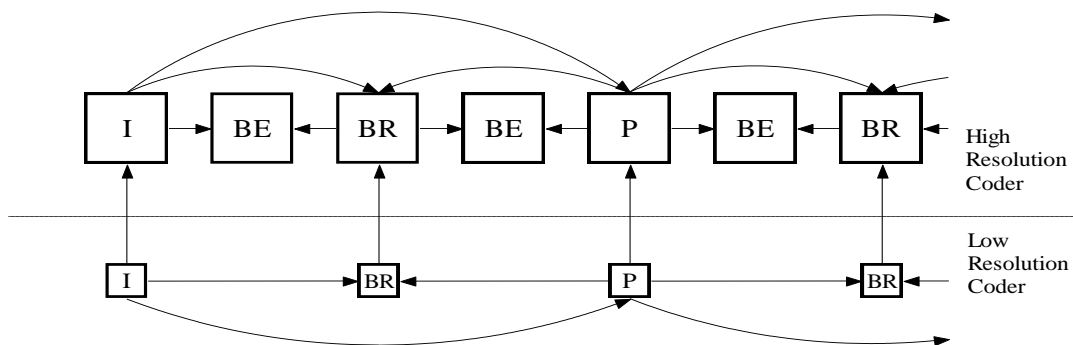 I BE BR BE P BE BR
High
Resolution
Coder
Low
Resolution
Coder
I BR P BR